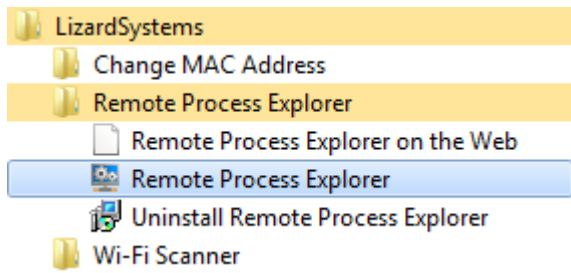 LizardSystems
Change MAC Address
Remote Process Explorer
Remote Process Explorer on the Web
Remote Process Explorer
Uninstall Remote Process Explorer
Wi-Fi Scanner